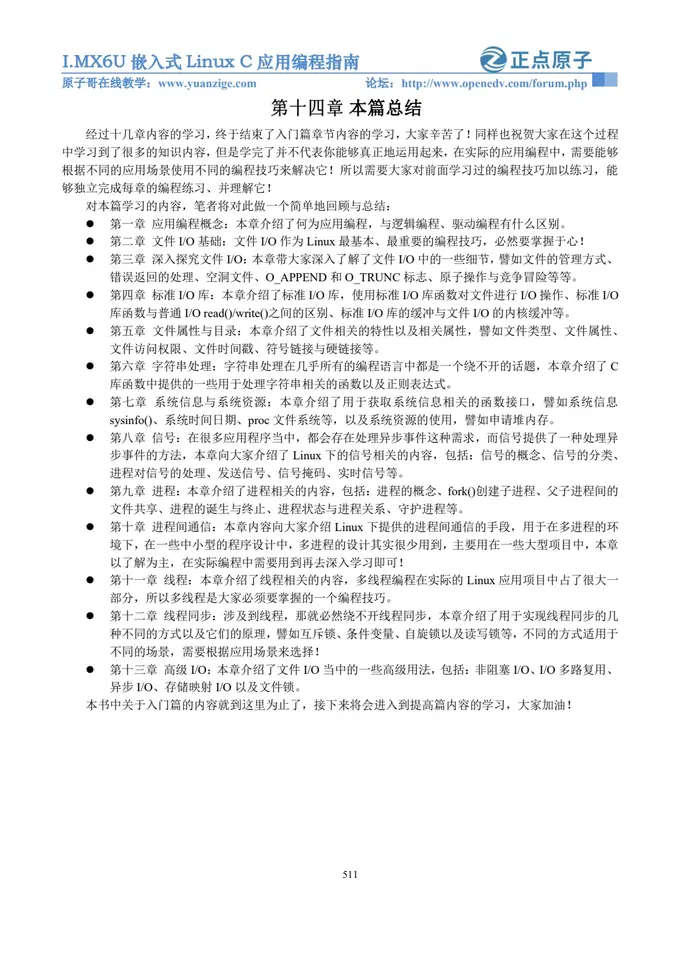 I.MX6U 嵌入式 Linux C 应用编程指南
正点原子
原子哥在线教学：www.yuanzige.com 论坛：http://www.openedv.com/forum.php
第十四章 本篇总结
经过十几章内容的学习，终于结束了入门篇章节内容的学习，大家辛苦了！同样也祝贺大家在这个过程
中学习到了很多的知识内容，但是学完了并不代表你能够真正地运用起来，在实际的应用编程中，需要能够
根据不同的应用场景使用不同的编程技巧来解决它！所以需要大家对前面学习过的编程技巧加以练习，能
够独立完成每章的编程练习、并理解它！
对本篇学习的内容，笔者将对此做一个简单地回顾与总结：
● 第一章 应用编程概念：本章介绍了何为应用编程，与逻辑编程、驱动编程有什么区别。
● 第二章 文件 I/O 基础：文件 I/O 作为 Linux 最基本、最重要的编程技巧，必然要掌握于心！
● 第三章 深入探究文件 I/O：本章带大家深入了解了文件 I/O 中的一些细节，譬如文件的管理方式、
错误返回的处理、空洞文件、O_APPEND 和 O_TRUNC 标志、原子操作与竞争冒险等等。
● 第四章 标准 I/O 库：本章介绍了标准 I/O 库，使用标准 I/O 库函数对文件进行 I/O 操作、标准 I/O
库函数与普通 I/O read()/write()之间的区别、标准 I/O 库的缓冲与文件 I/O 的内核缓冲等。
● 第五章 文件属性与目录：本章介绍了文件相关的特性以及相关属性，譬如文件类型、文件属性、
文件访问权限、文件时间戳、符号链接与硬链接等。
● 第六章 字符串处理：字符串处理在几乎所有的编程语言中都是一个绕不开的话题，本章介绍了 C
库函数中提供的一些用于处理字符串相关的函数以及正则表达式。
● 第七章 系统信息与系统资源：本章介绍了用于获取系统信息相关的函数接口，譬如系统信息
sysinfo()、系统时间日期、proc 文件系统等，以及系统资源的使用，譬如申请堆内存。
● 第八章 信号：在很多应用程序当中，都会存在处理异步事件这种需求，而信号提供了一种处理异
步事件的方法，本章向大家介绍了 Linux 下的信号相关的内容，包括：信号的概念、信号的分类、
进程对信号的处理、发送信号、信号掩码、实时信号等。
● 第九章 进程：本章介绍了进程相关的内容，包括：进程的概念、fork()创建子进程、父子进程间的
文件共享、进程的诞生与终止、进程状态与进程关系、守护进程等。
● 第十章 进程间通信：本章内容向大家介绍 Linux 下提供的进程间通信的手段，用于在多进程的环
境下，在一些中小型的程序设计中，多进程的设计其实很少用到，主要用在一些大型项目中，本章
以了解为主，在实际编程中需要用到再去深入学习即可！
● 第十一章 线程：本章介绍了线程相关的内容，多线程编程在实际的 Linux 应用项目中占了很大一
部分，所以多线程是大家必须要掌握的一个编程技巧。
● 第十二章 线程同步：涉及到线程，那就必然绕不开线程同步，本章介绍了用于实现线程同步的几
种不同的方式以及它们的原理，譬如互斥锁、条件变量、自旋锁以及读写锁等，不同的方式适用于
不同的场景，需要根据应用场景来选择！
● 第十三章 高级 I/O：本章介绍了文件 I/O 当中的一些高级用法，包括：非阻塞 I/O、I/O 多路复用、
异步 I/O、存储映射 I/O 以及文件锁。
本书中关于入门篇的内容就到这里为止了，接下来将会进入到提高篇内容的学习，大家加油！
511